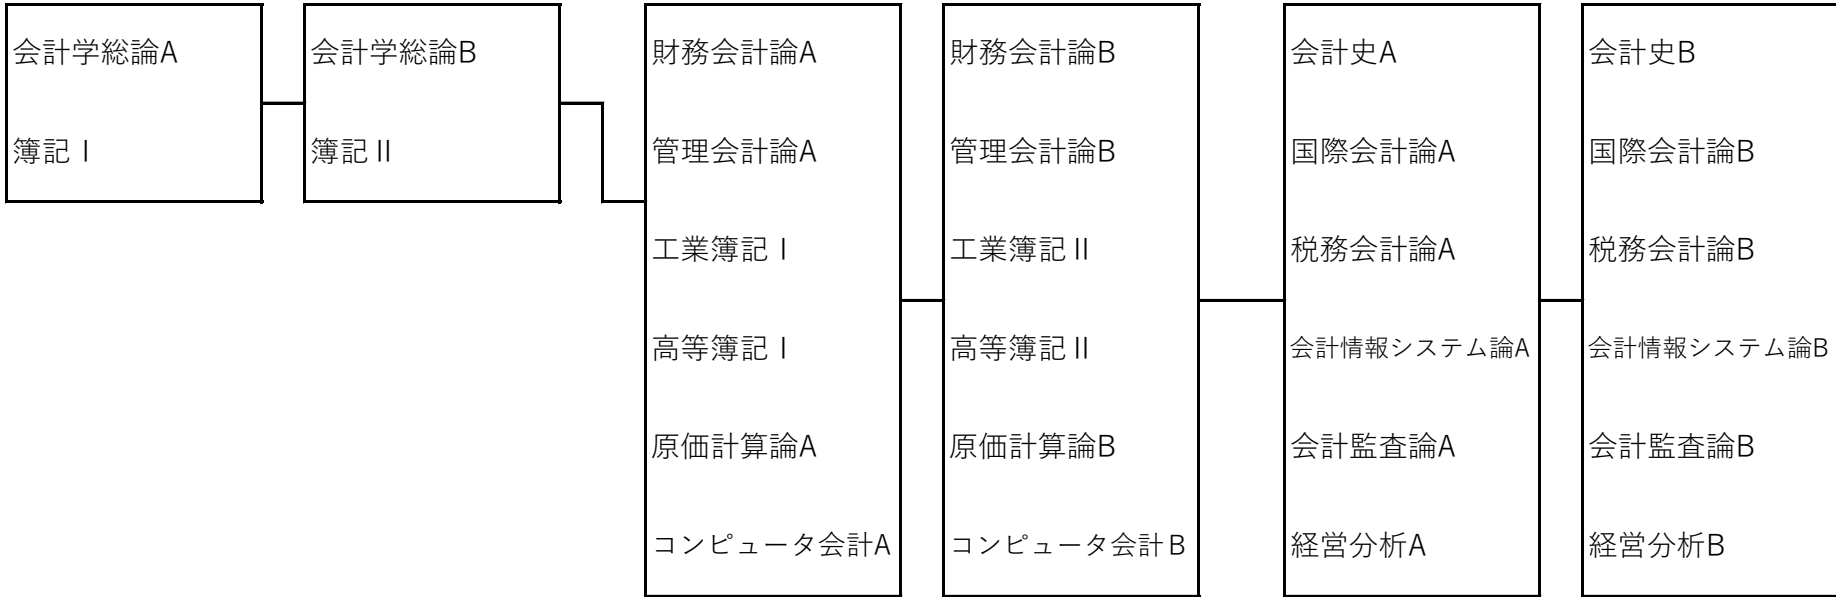 会計学総論A
簿記Ⅰ
会計学総論B
簿記Ⅱ
財務会計論A
管理会計論A
工業簿記Ⅰ
高等簿記Ⅰ
原価計算論A
コンピュータ会計A
財務会計論B
管理会計論B
工業簿記Ⅱ
高等簿記Ⅱ
原価計算論B
コンピュータ会計Ｂ
会計史A
国際会計論A
税務会計論A
会計情報システム論A
会計監査論A
経営分析A
会計史B
国際会計論B
税務会計論B
会計情報システム論B
会計監査論B
経営分析B